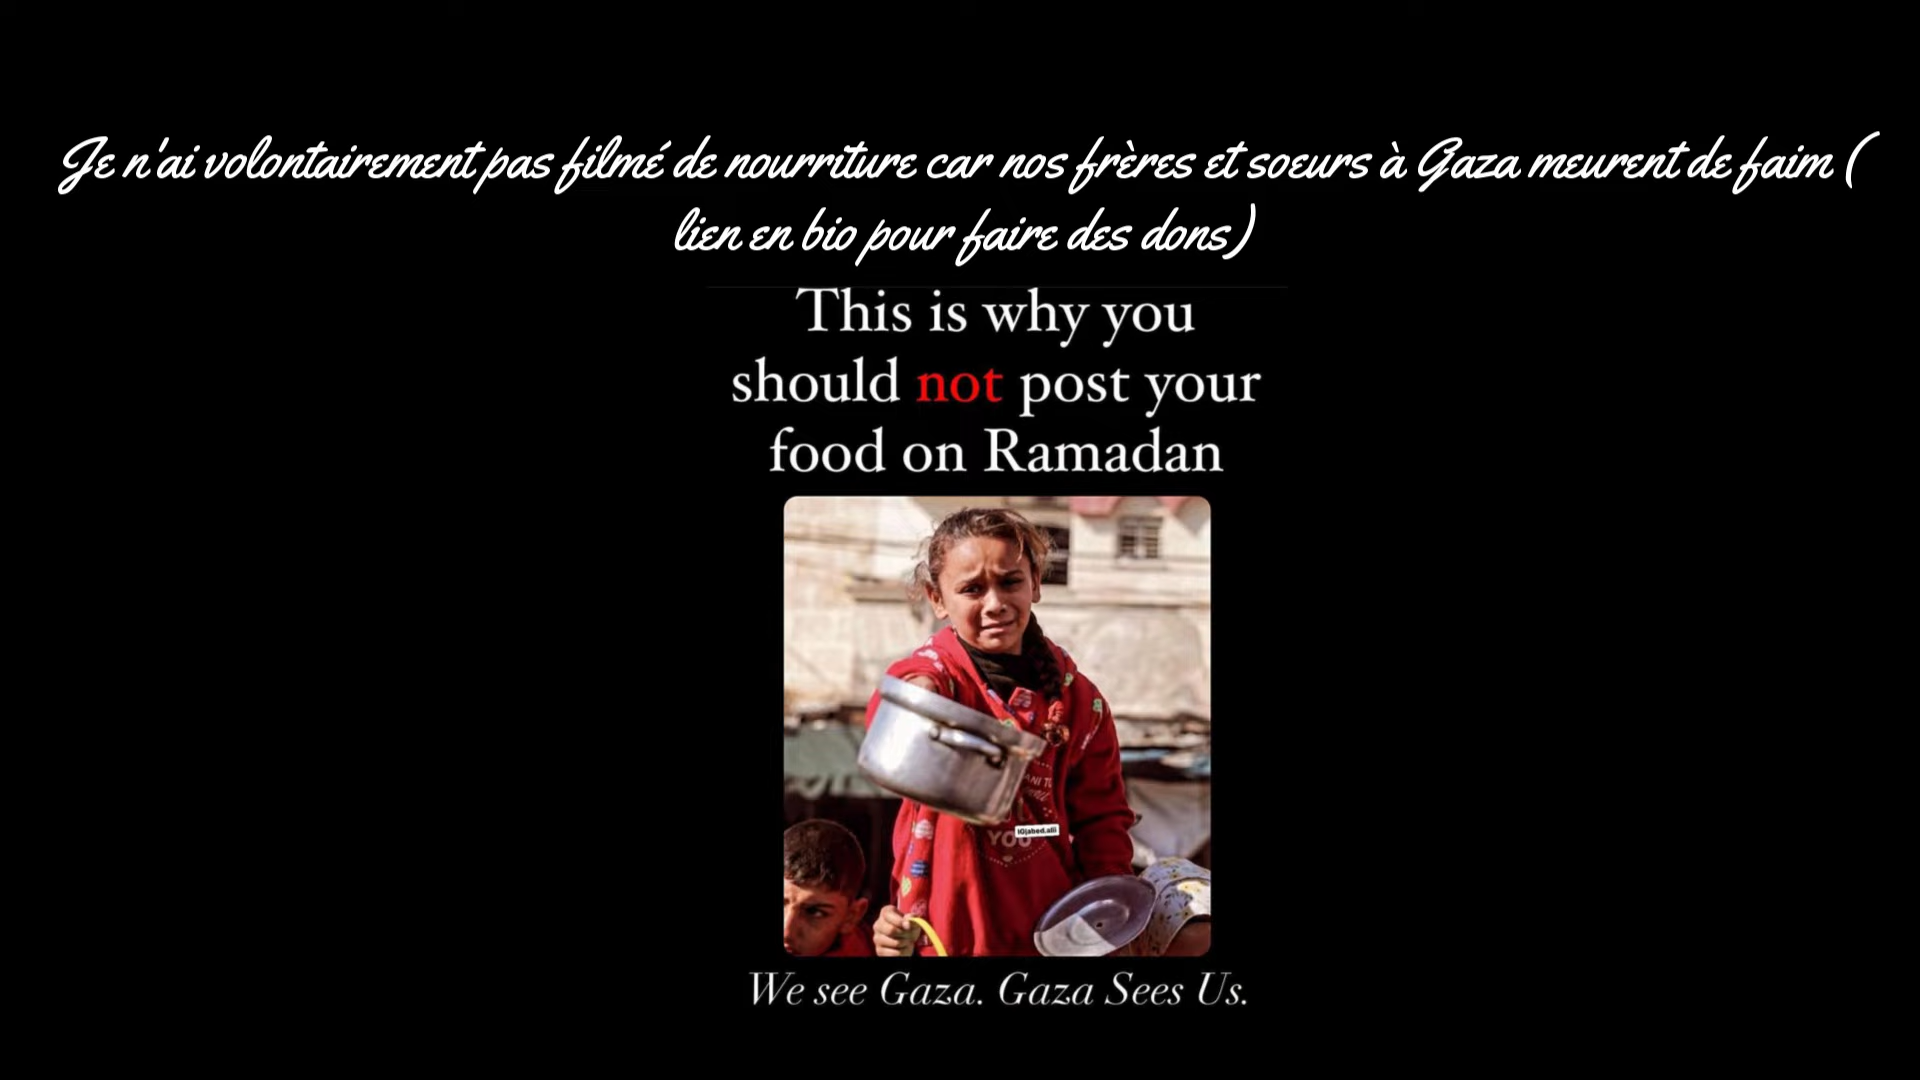 Je n'ai volontairement pas filmé de nourriture car nos frères et soeurs à Gaza meurent de faim (
lien en bio pour faire des dons)
This is why you
should not post your
food on Ramadan
YOU
We see Gaza. Gaza Sees Us.